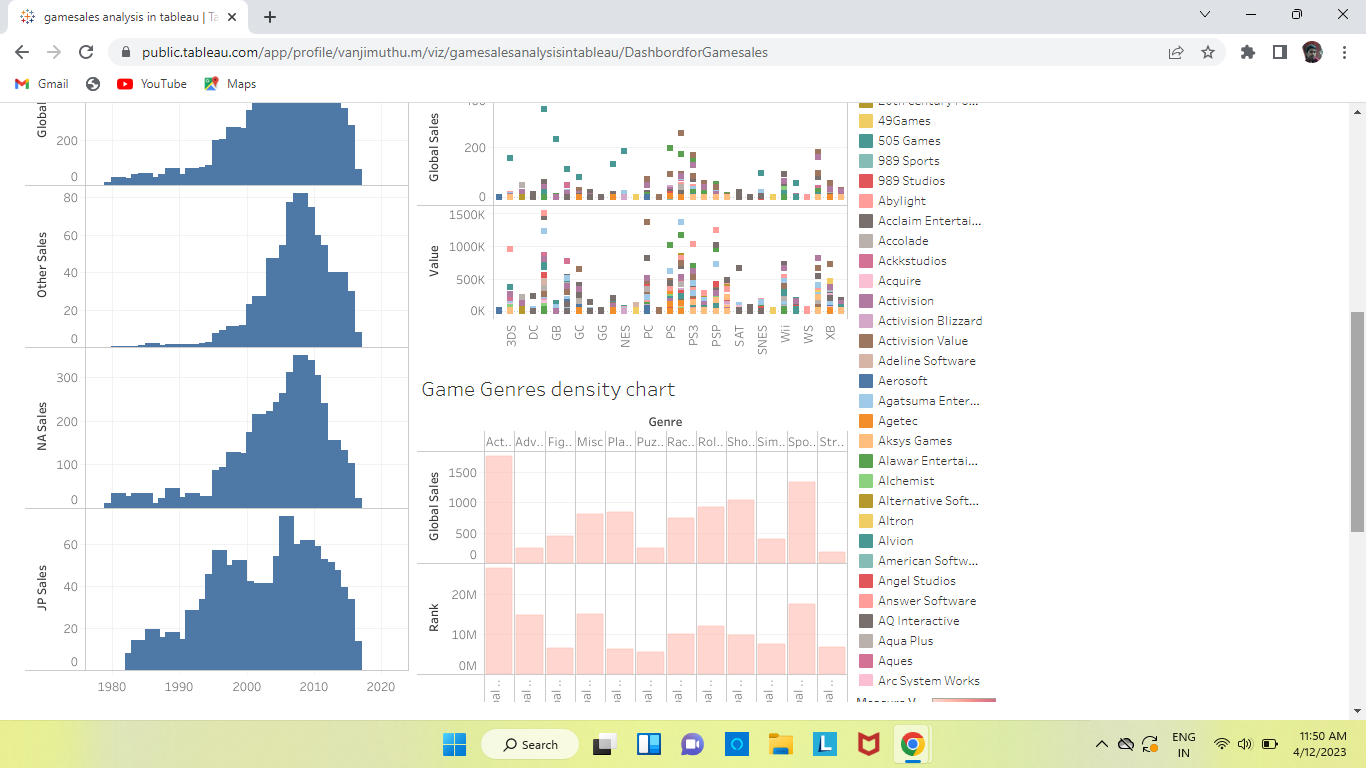 gamesales analysis in tableau | Ta
public.tableau.com/app/profile/vanjimuthu.m/viz/gamesalesanalysisintableau/DashbordforGamesales
Gmail
YouTube
Maps
Global
200
0
Other Sales
80
60
40
20
0
NA Sales
300
200
100
0
JP Sales
60
40
20
0
1980 1990 2000 2010 2020
Global Sales
200
0
Value
1500K
1000K
500K
0K
3DS DC GB GC GG NES PC PS PS3 PSP SAT SNES Wii WS XB
Game Genres density chart
Genre
Act.. Adv.. Fig.. Misc Pla.. Puz.. Rac.. Rol.. Sho.. Sim.. Spo.. Str..
Global Sales
1500
1000
500
0
Rank
20M
10M
0M
49Games
505 Games
989 Sports
989 Studios
Abylight
Acclaim Entertai...
Accolade
Ackkstudios
Acquire
Activision
Activision Blizzard
Activision Value
Adeline Software
Aerosoft
Agatsuma Enter...
Agetec
Aksys Games
Alawar Entertai...
Alchemist
Alternative Soft...
Altron
Alvion
American Softw...
Angel Studios
Answer Software
AQ Interactive
Aqua Plus
Aques
Arc System Works
Search
ENG
IN
11:50 AM
4/12/2023